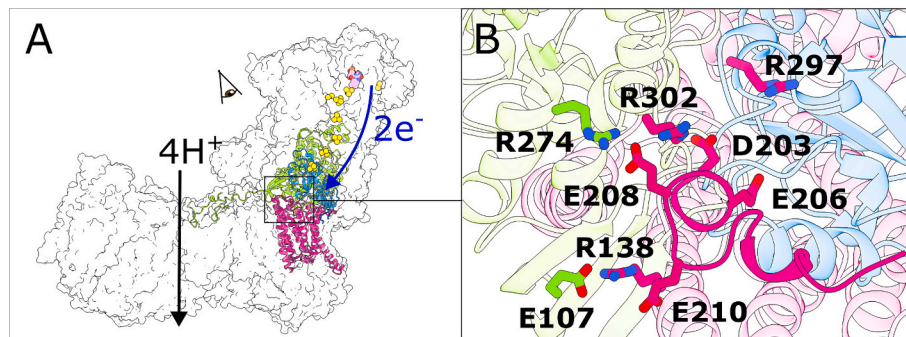 A
4H+
2e-
B
R297
R302
R274
D203
E208
E206
R138
E107
E210